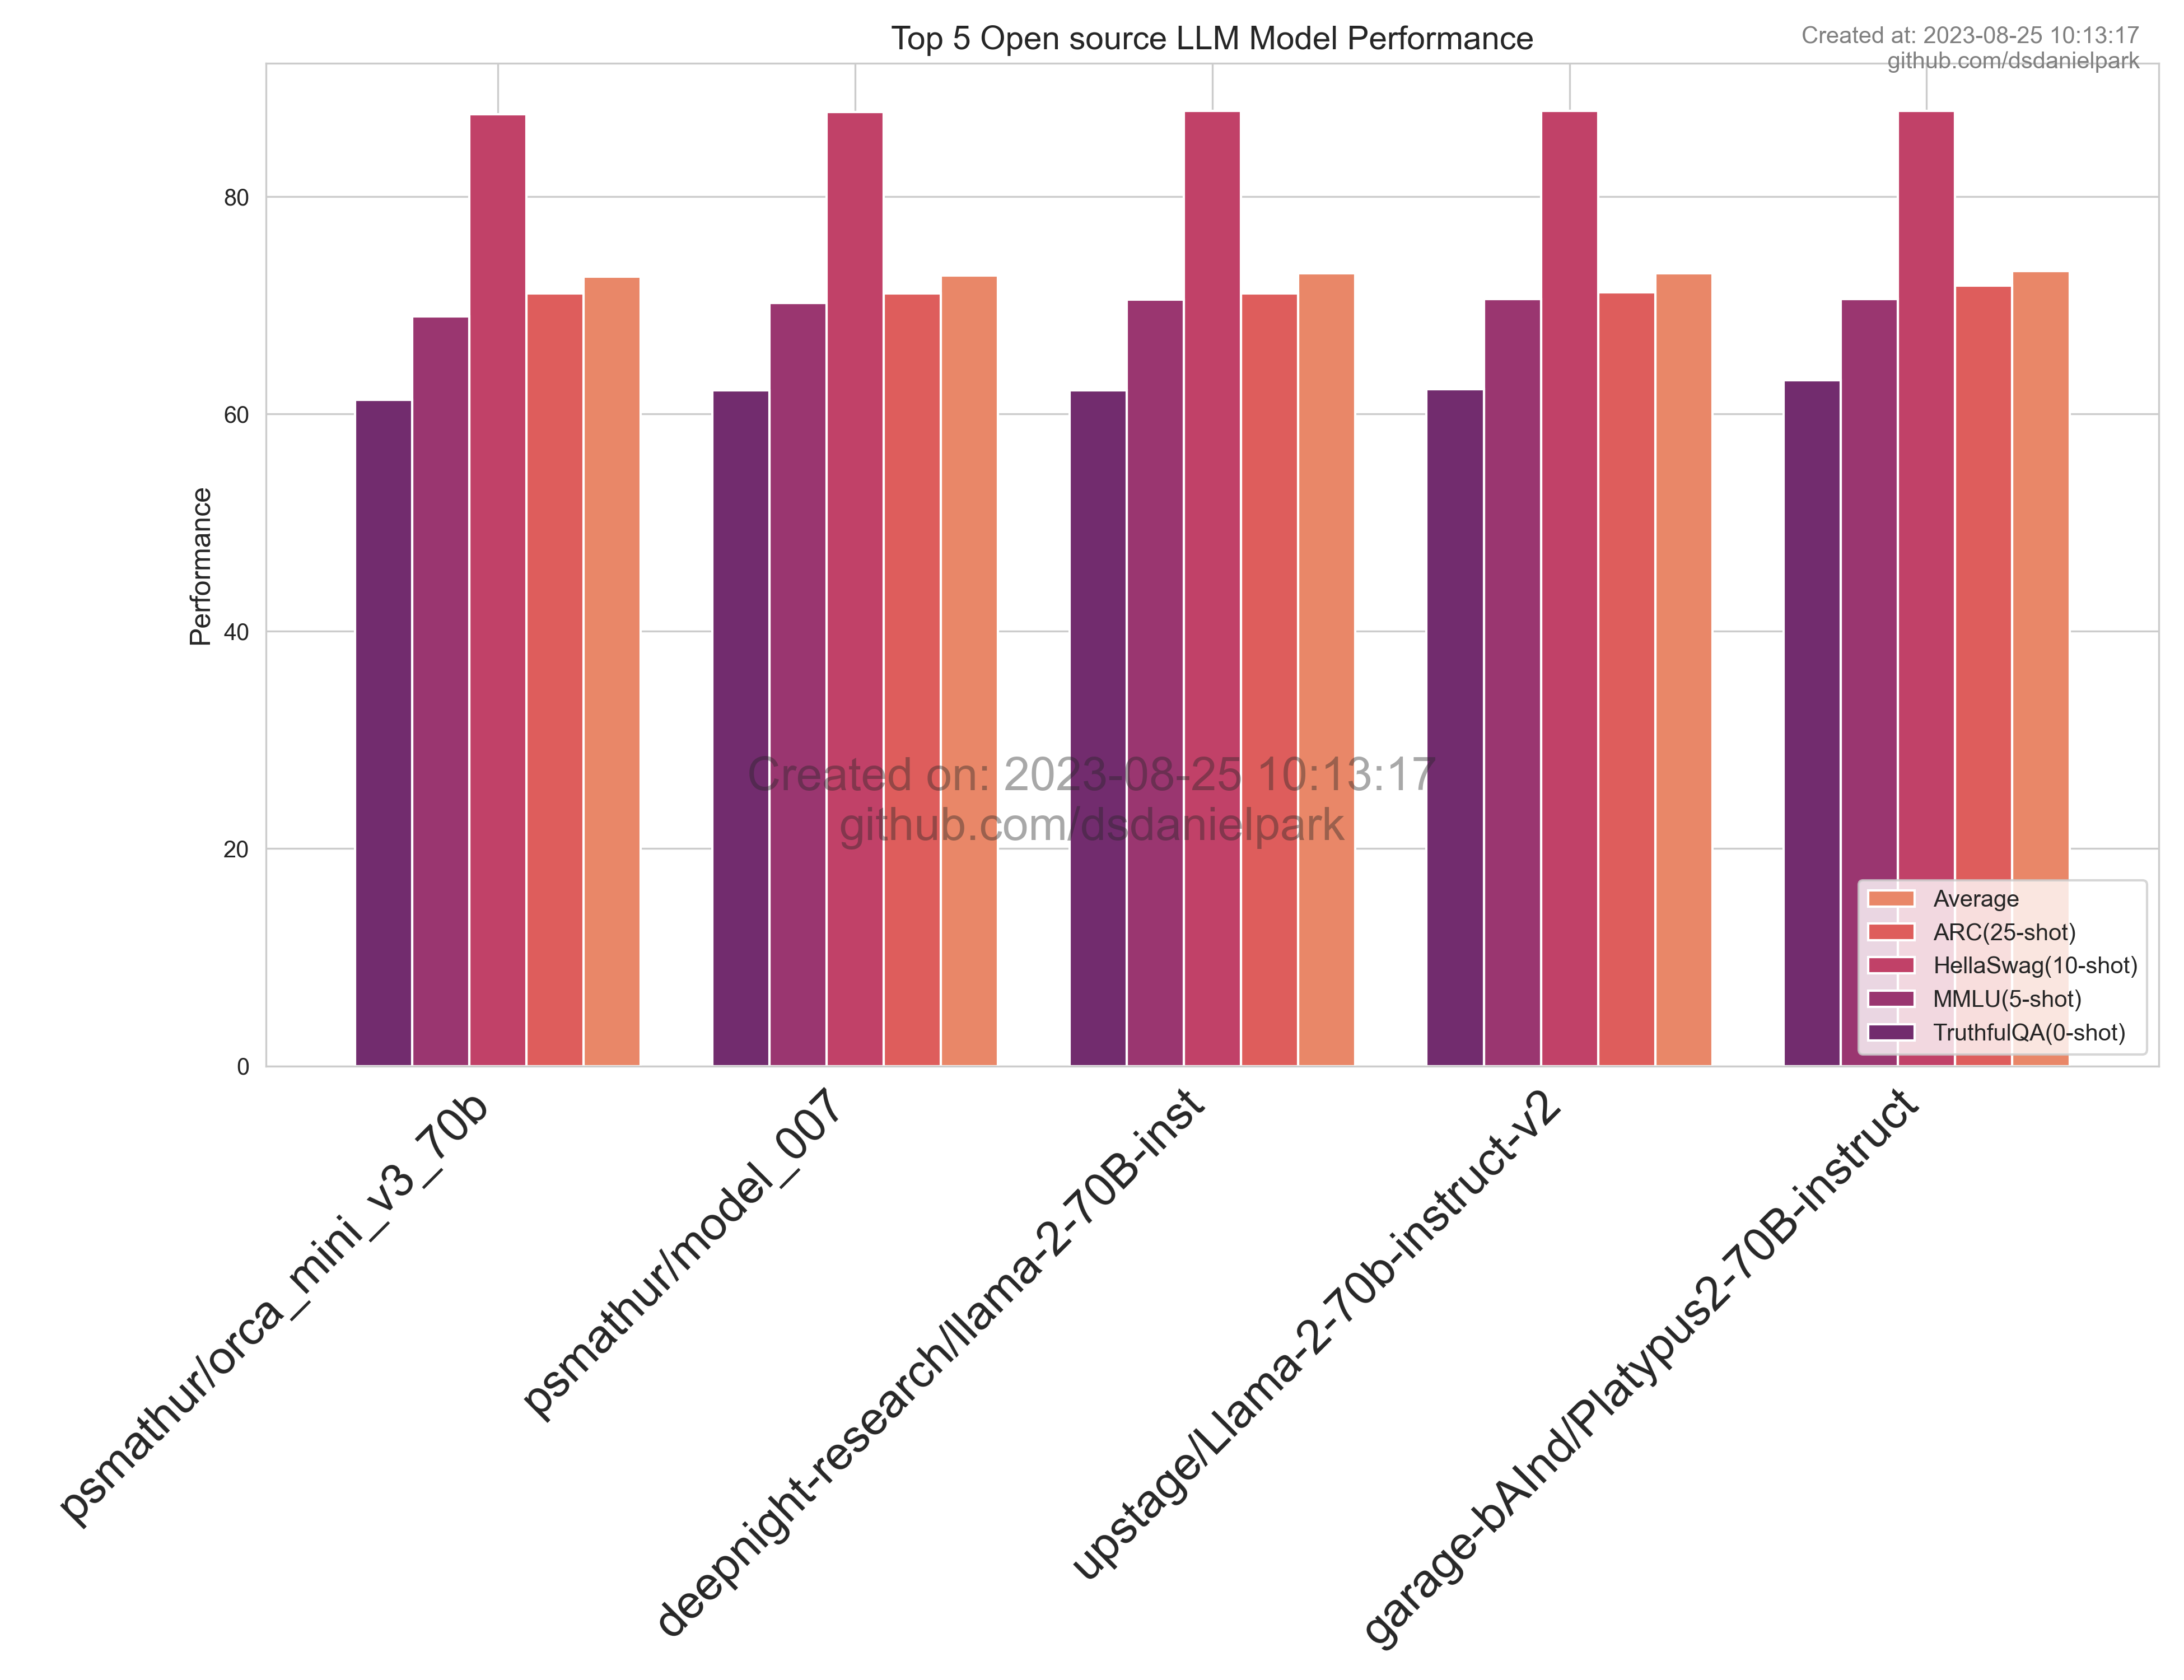 Top 5 Open source LLM Model Performance
Created at: 2023-08-25 10:13:17
github.com/dsdanielpark
Performance
80
60
40
20
0
Created on: 2023-08-25 10:13:17
github.com/dsdanielpark
Average
ARC(25-shot)
HellaSwag(10-shot)
MMLU(5-shot)
TruthfulQA(0-shot)
psmathur/orca_mini_v3_70b
psmathur/model_007
deepnight-research/llama-2-70B-inst
upstage/Llama-2-70b-instruct-v2
garage-bAInd/Platypus2-70B-instruct